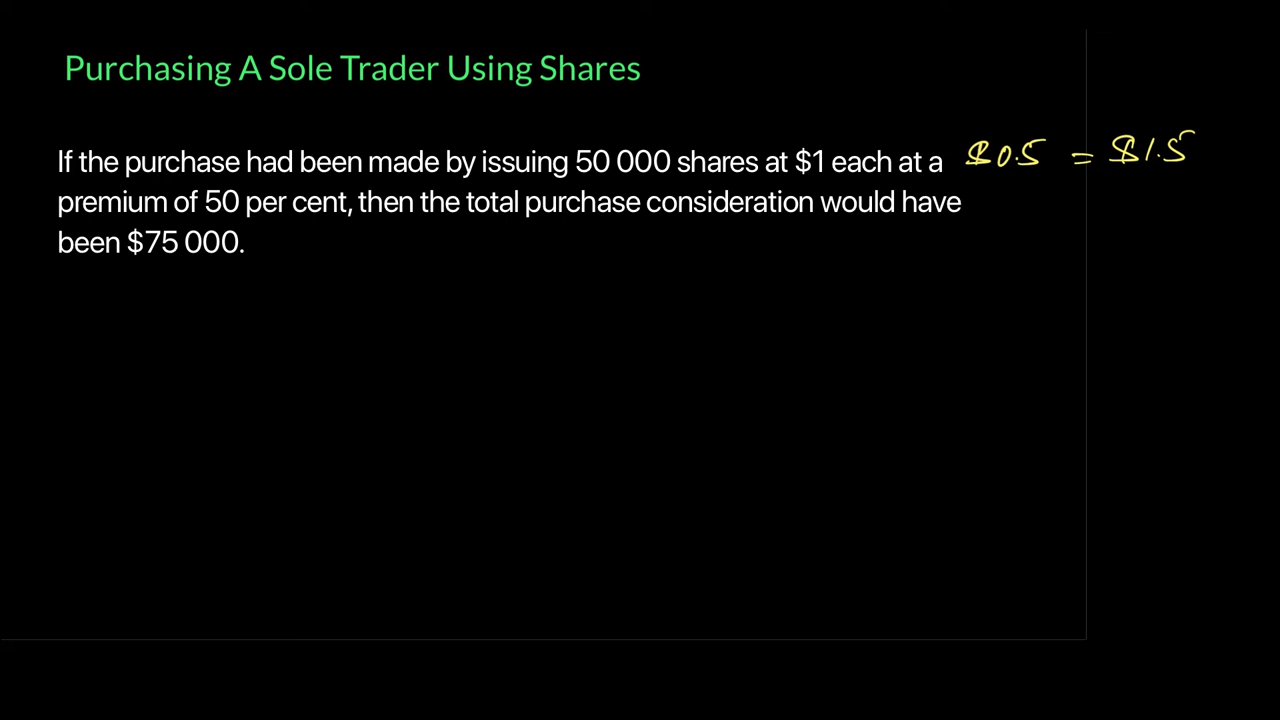 Purchasing A Sole Trader Using Shares
If the purchase had been made by issuing 50 000 shares at $1 each at a $0.5 = $1.5
premium of 50 per cent, then the total purchase consideration would have
been $75 000.